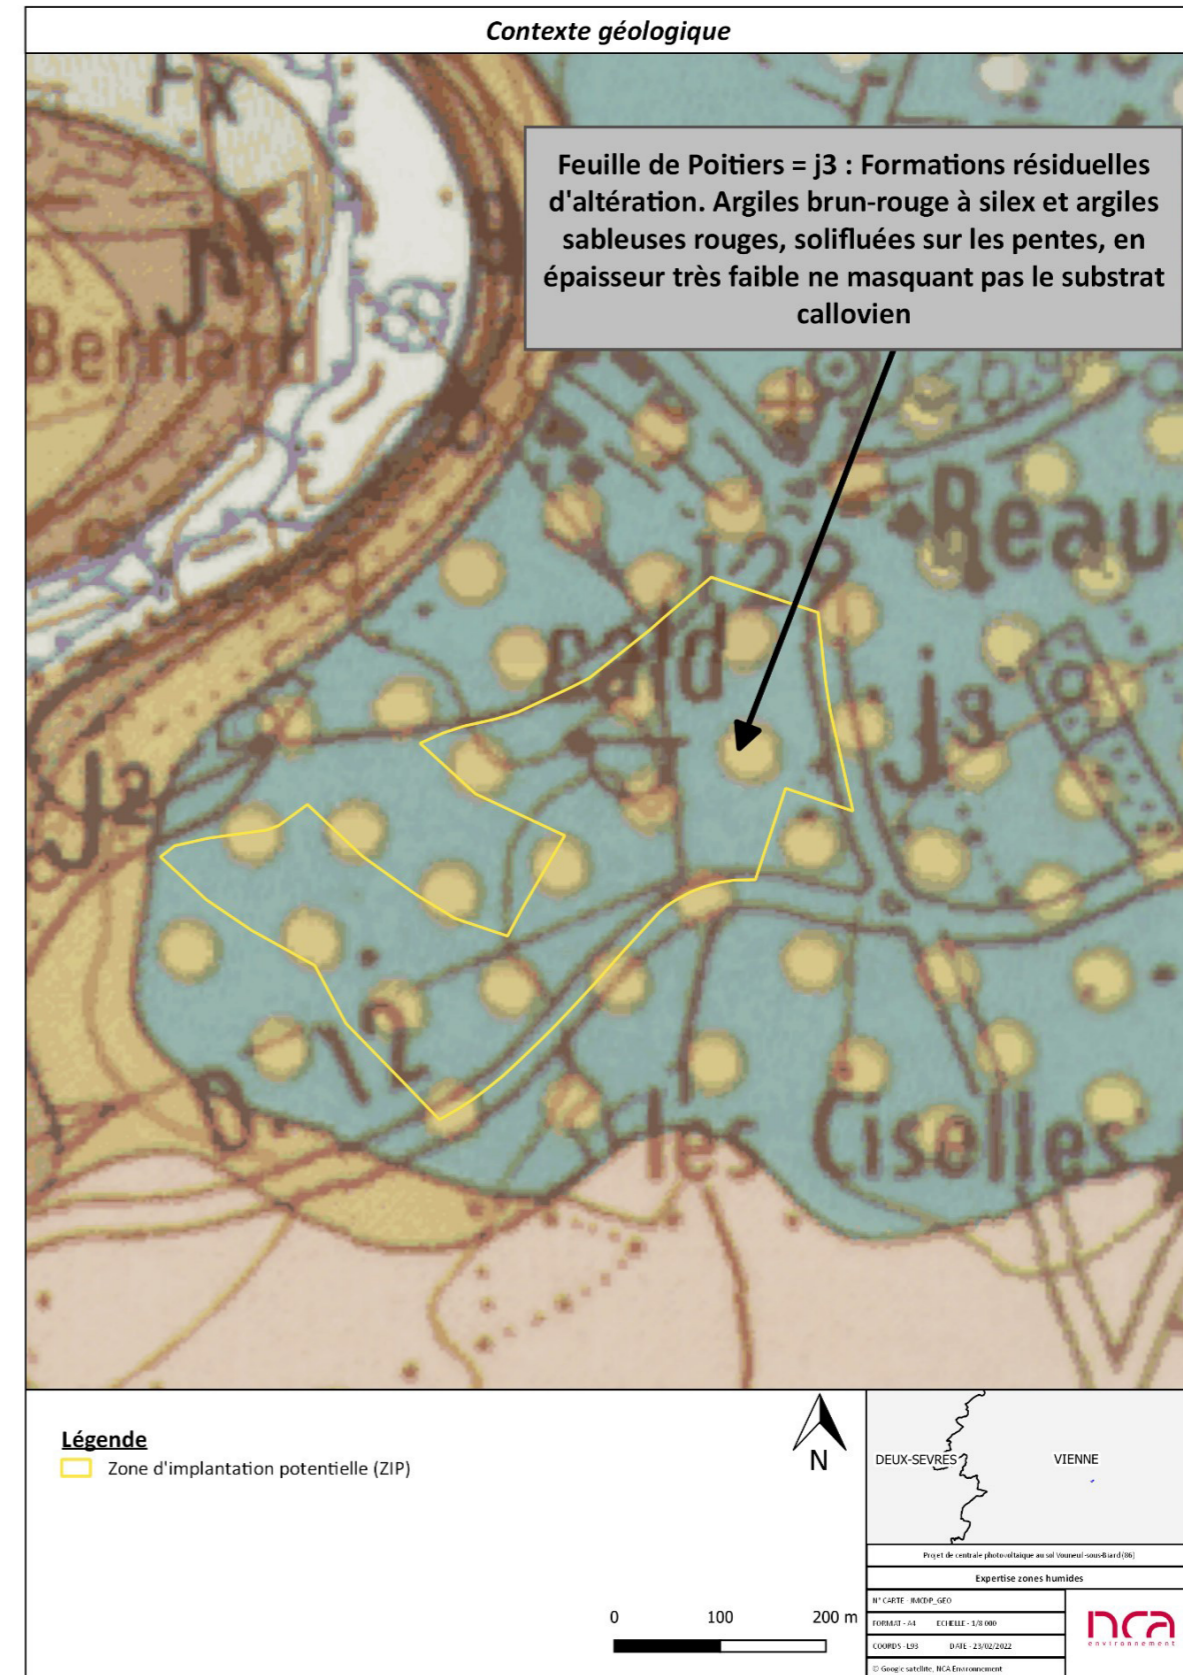 Contexte géologique
Fx
Feuille de Poitiers = j3 : Formations résiduelles
d'altération. Argiles brun-rouge à silex et argiles
sableuses rouges, solifluées sur les pentes, en
épaisseur très faible ne masquant pas le substrat
callovien
Bernard
Beau
j3
J2
les Ciselles
Légende
Zone d'implantation potentielle (ZIP)
N
0 100 200 m
DEUX-SEVRES
VIENNE
Projet de centrale photovoltaïque au sol Vouneuil-sous-Biard (86)
Expertise zones humides
N° CARTE - JMCDP_GEO
FORMAT - A4 ECHELLE - 1/8 000
COORDS - L93 DATE - 23/02/2022
© Google satellite, NCA Environnement
nca
environnement